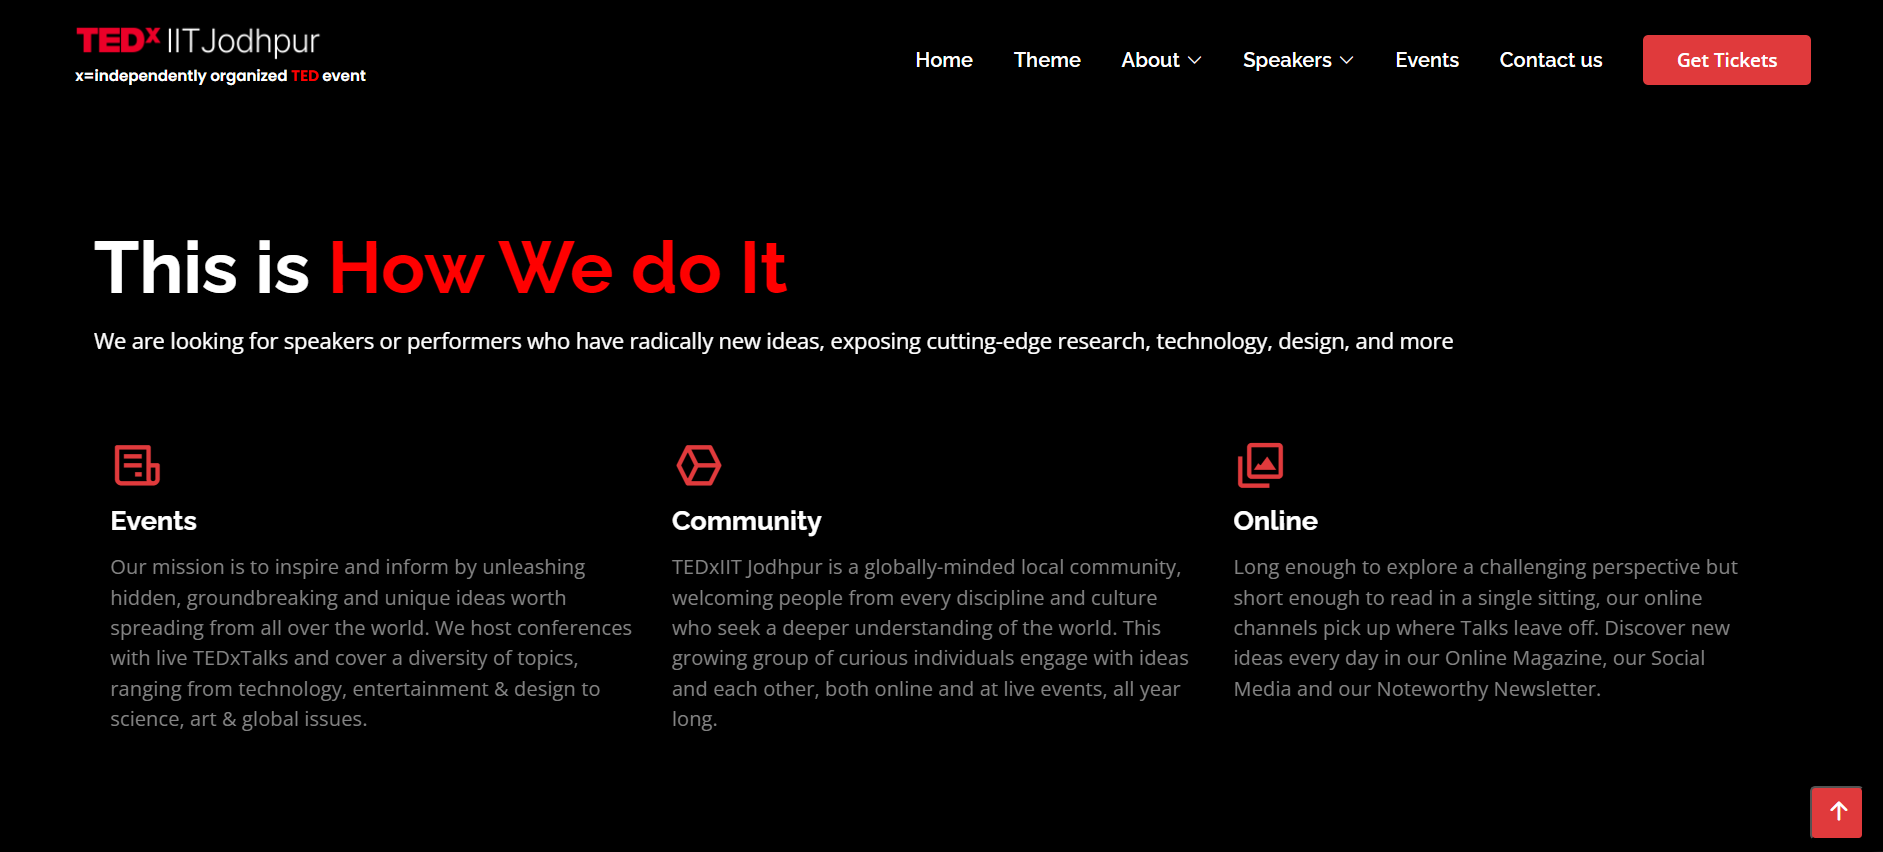 TEDx IITJodhpur
x=independently organized TED event
Home Theme About Speakers Events Contact us Get Tickets
This is How We do It
We are looking for speakers or performers who have radically new ideas, exposing cutting-edge research, technology, design, and more
Events
Our mission is to inspire and inform by unleashing
hidden, groundbreaking and unique ideas worth
spreading from all over the world. We host conferences
with live TEDxTalks and cover a diversity of topics,
ranging from technology, entertainment & design to
science, art & global issues.
Community
TEDxIIT Jodhpur is a globally-minded local community,
welcoming people from every discipline and culture
who seek a deeper understanding of the world. This
growing group of curious individuals engage with ideas
and each other, both online and at live events, all year
long.
Online
Long enough to explore a challenging perspective but
short enough to read in a single sitting, our online
channels pick up where Talks leave off. Discover new
ideas every day in our Online Magazine, our Social
Media and our Noteworthy Newsletter.